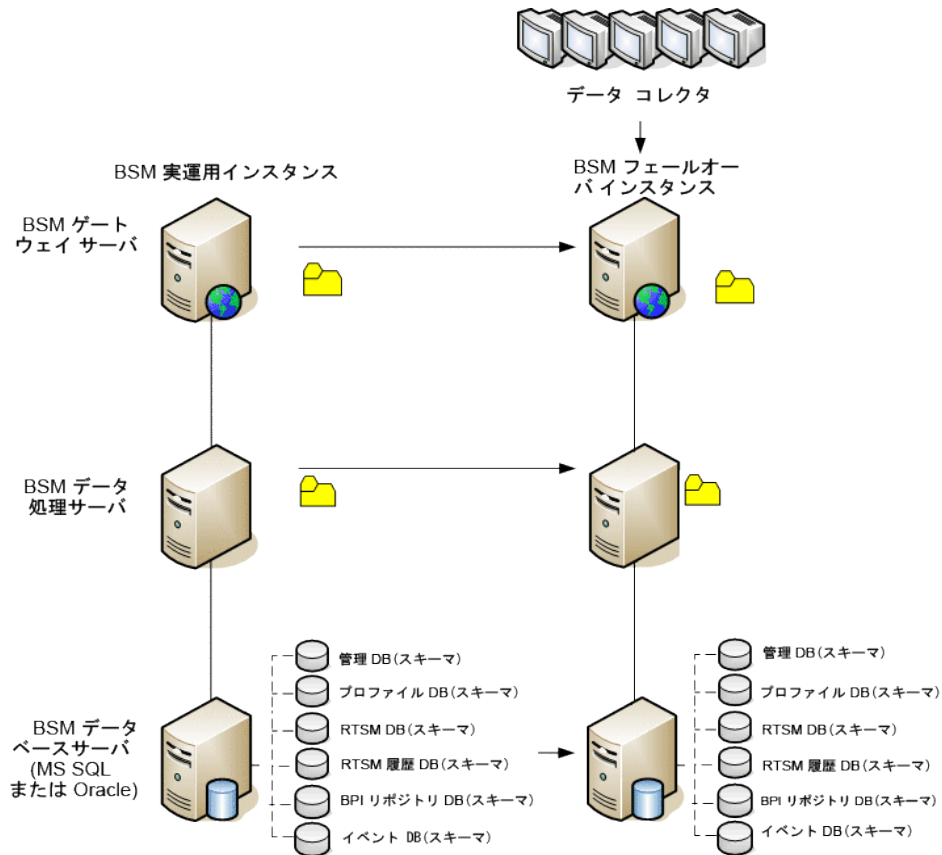 データ コレクタ
BSM 実運用インスタンス
BSM フェールオー
バ インスタンス
BSM ゲート
ウェイ サーバ
BSM データ
処理サーバ
BSM データ
ベースサーバ
(MS SQL
または Oracle)
管理 DB(スキーマ)
プロファイル DB(スキーマ)
RTSM DB(スキーマ)
RTSM 履歴 DB(スキーマ)
BPI リポジトリ DB(スキーマ)
イベント DB(スキーマ)
管理 DB(スキーマ)
プロファイル DB(スキーマ)
RTSM DB(スキーマ)
RTSM 履歴 DB(スキーマ)
BPI リポジトリ DB(スキーマ)
イベント DB(スキーマ)